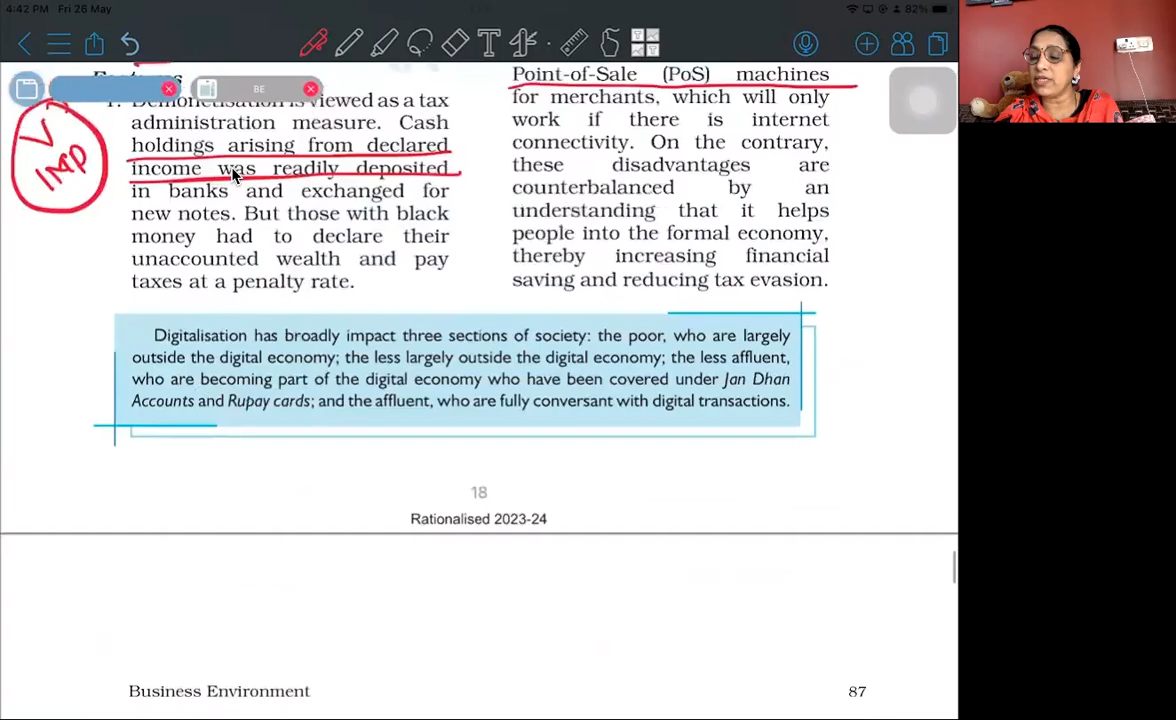 4:42 PM Fri 26 May
82%
T
BE
Features
1. Demonetisation is viewed as a tax
administration measure. Cash
holdings arising from declared
income was readily deposited
in banks and exchanged for
new notes. But those with black
money had to declare their
unaccounted wealth and pay
taxes at a penalty rate.
V
IMP
Point-of-Sale (PoS) machines
for merchants, which will only
work if there is internet
connectivity. On the contrary,
these disadvantages are
counterbalanced by an
understanding that it helps
people into the formal economy,
thereby increasing financial
saving and reducing tax evasion.
Digitalisation has broadly impact three sections of society: the poor, who are largely
outside the digital economy; the less largely outside the digital economy; the less affluent,
who are becoming part of the digital economy who have been covered under Jan Dhan
Accounts and Rupay cards; and the affluent, who are fully conversant with digital transactions.
18
Rationalised 2023-24
Business Environment
87